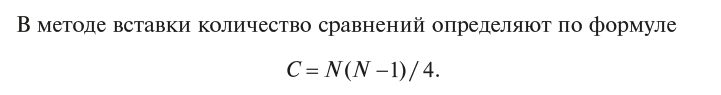 В методе вставки количество сравнений определяют по формуле
C = N(N −1)/ 4.